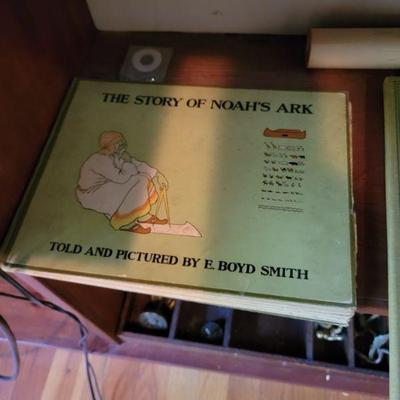 THE STORY OF NOAH'S ARK
TOLD AND PICTURED BY E. BOYD SMITH